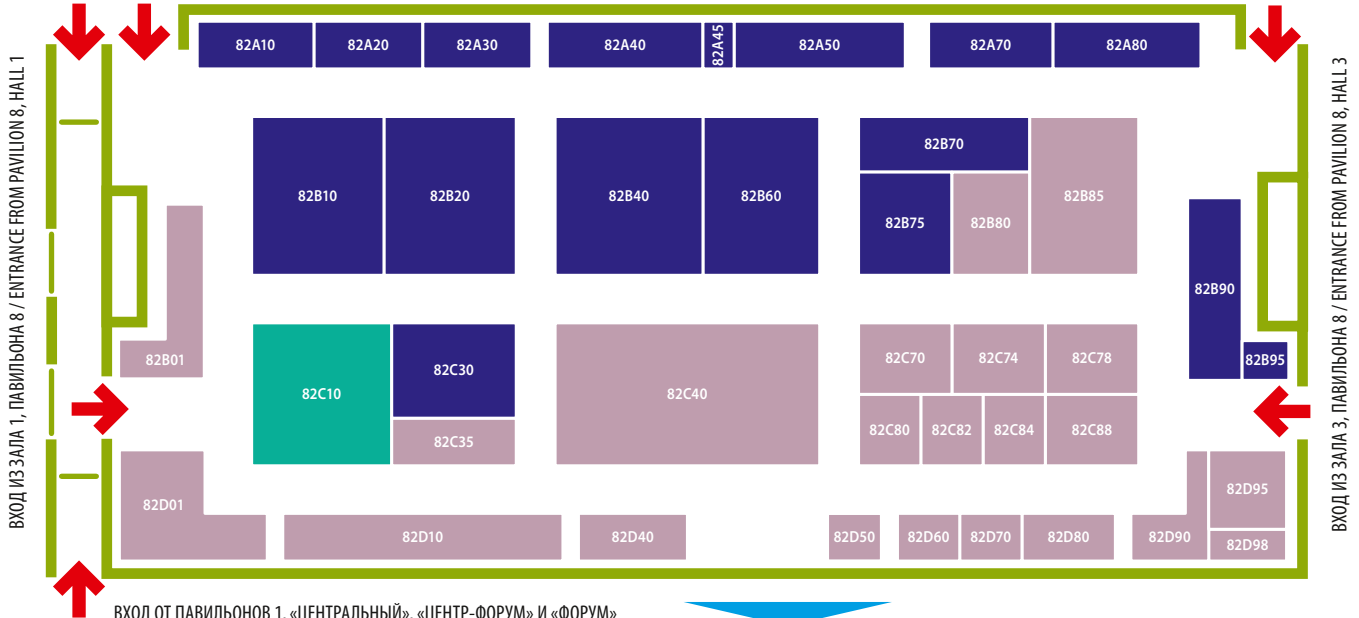 82A10
82A20
82A30
82A40
82A45
82A50
82A70
82A80
ВХОД ИЗ ЗАЛА 1, ПАВИЛЬОНА 8 / ENTRANCE FROM PAVILION 8, HALL 1
ВХОД ИЗ ЗАЛА 3, ПАВИЛЬОНА 8 / ENTRANCE FROM PAVILION 8, HALL 3
82B70
82B10
82B20
82B40
82B60
82B85
82B75
82B80
82B90
82B01
82C70
82C74
82C78
82B95
82C30
82C10
82C40
82C35
82C80
82C82
82C84
82C88
82D01
82D95
82D10
82D40
82D50
82D60
82D70
82D80
82D90
82D98
ВХОД ОТ ПАВИЛЬОНОВ 1, «ЦЕНТРАЛЬНЫЙ», «ЦЕНТР-ФОРУМ» И «ФОРУМ»